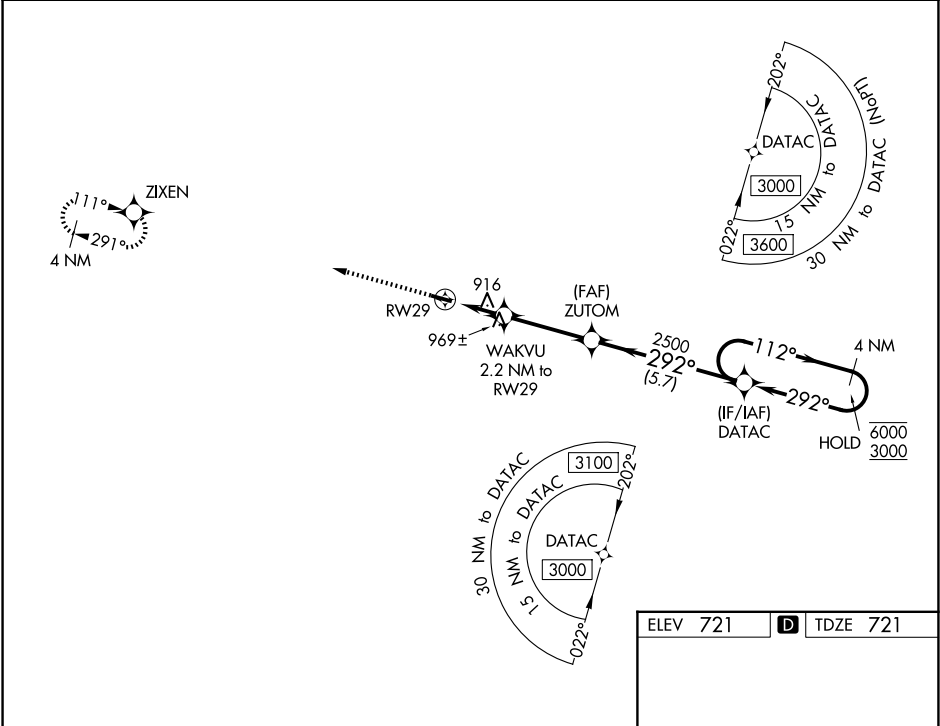 202°
DATAC
3000
15 NM to DATAC
30 NM to DATAC (NoPT)
3600
022°
111°
ZIXEN
291°
4 NM
RW29
916
969±
WAKVU
2.2 NM to
RW29
(FAF)
ZUTOM
2500
292°
(5.7)
112°
4 NM
292°
(IF/IAF)
DATAC
HOLD
6000
3000
30 NM to DATAC
3100
202°
15 NM to DATAC
DATAC
3000
022°
ELEV 721 D TDZE 721